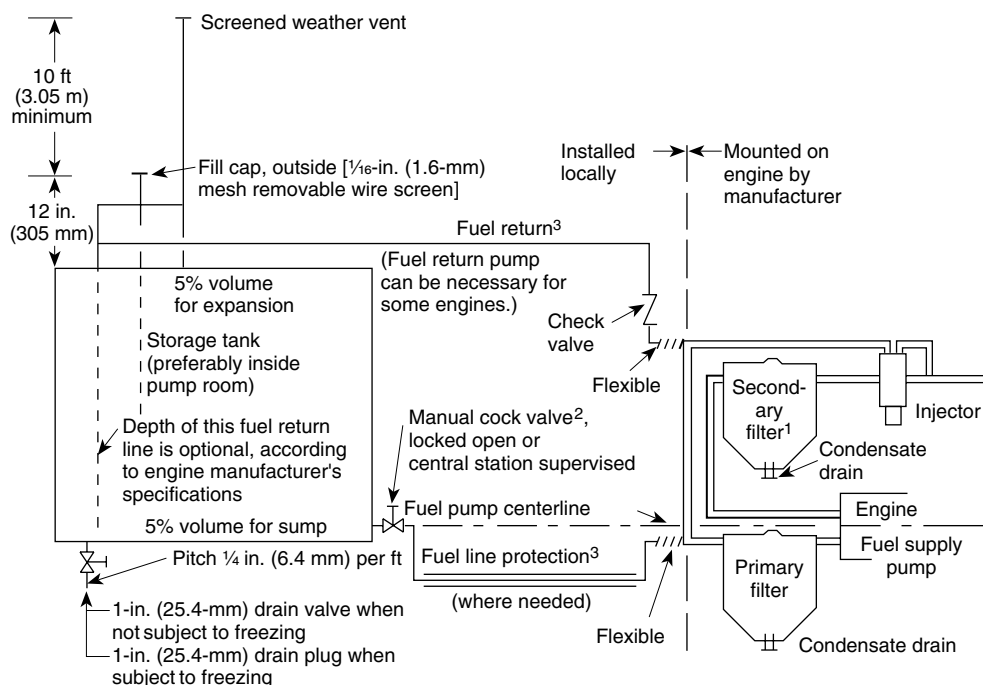 Screened weather vent
10 ft
(3.05 m)
minimum
Fill cap, outside [1⁄16-in. (1.6-mm)
mesh removable wire screen]
12 in.
(305 mm)
Installed
locally
Mounted on
engine by
manufacturer
Fuel return³
(Fuel return pump
can be necessary for
some engines.)
5% volume
for expansion
Check
valve
Storage tank
(preferably inside
pump room)
Flexible
Second-
ary
filter¹
Injector
Manual cock valve²,
locked open or
central station supervised
Depth of this fuel return
line is optional, according
to engine manufacturer's
specifications
Condensate
drain
5% volume for sump
Fuel pump centerline
Engine
Pitch ¼ in. (6.4 mm) per ft
Fuel line protection³
Fuel supply
pump
Primary
filter
(where needed)
1-in. (25.4-mm) drain valve when
not subject to freezing
Flexible
Condensate drain
1-in. (25.4-mm) drain plug when
subject to freezing